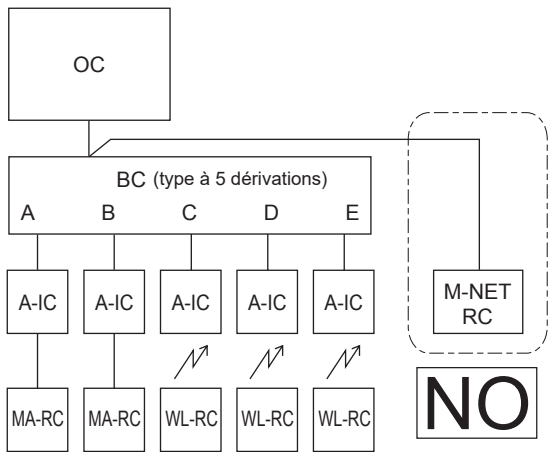 OC
BC (type à 5 dérivations)
A B C D E
A-IC A-IC A-IC A-IC A-IC
M-NET
RC
MA-RC MA-RC WL-RC WL-RC WL-RC
NO